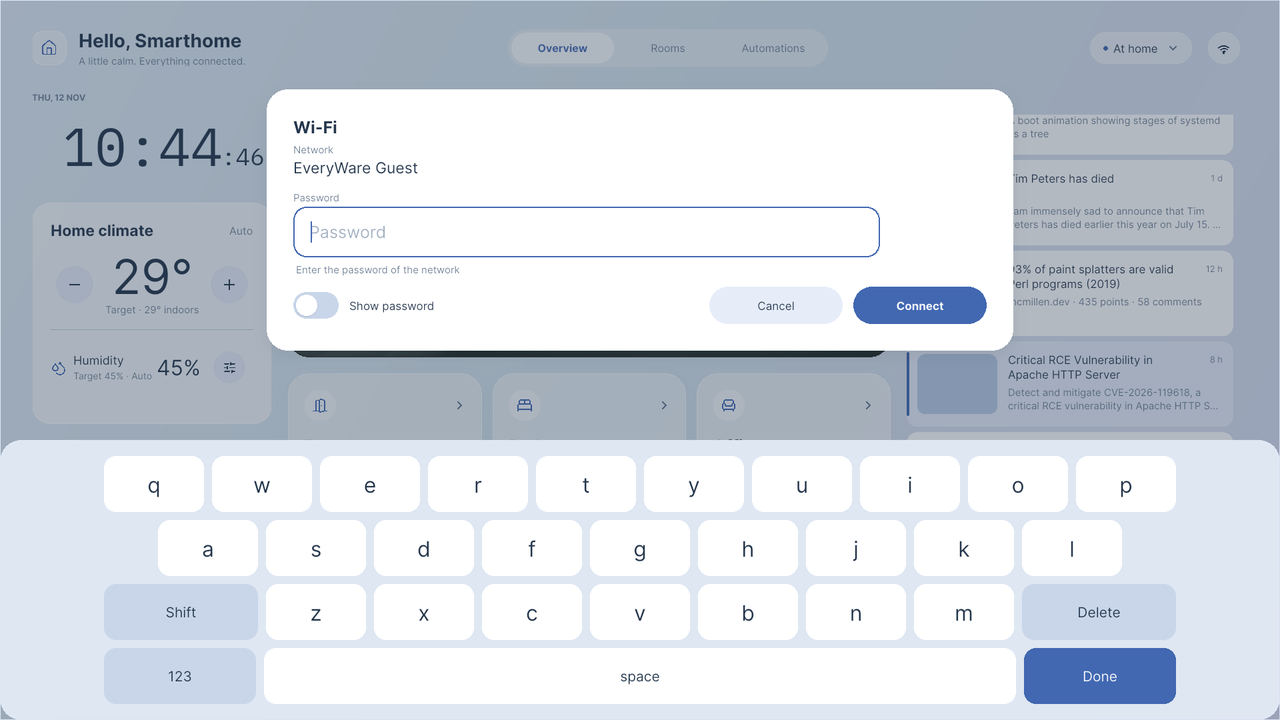 Hello, Smarthome
A little calm. Everything connected.
Overview
Rooms
Automations
At home
THU, 12 NOV
10:44:46
Home climate
Auto
29°
Target · 29° indoors
Humidity
Target 45% · Auto
45%
Wi-Fi
Network
EveryWare Guest
Password
Password
Enter the password of the network
Show password
Cancel
Connect
boot animation showing stages of systemd
s a tree
Tim Peters has died
1 d
am immensely sad to announce that Tim
Peters has died earlier this year on July 15. ...
93% of paint splatters are valid
Perl programs (2019)
12 h
mcmillen.dev · 435 points · 58 comments
Critical RCE Vulnerability in
Apache HTTP Server
8 h
Detect and mitigate CVE-2026-119618, a
critical RCE vulnerability in Apache HTTP S...
q w e r t y u i o p
a s d f g h j k l
Shift z x c v b n m Delete
123 space Done